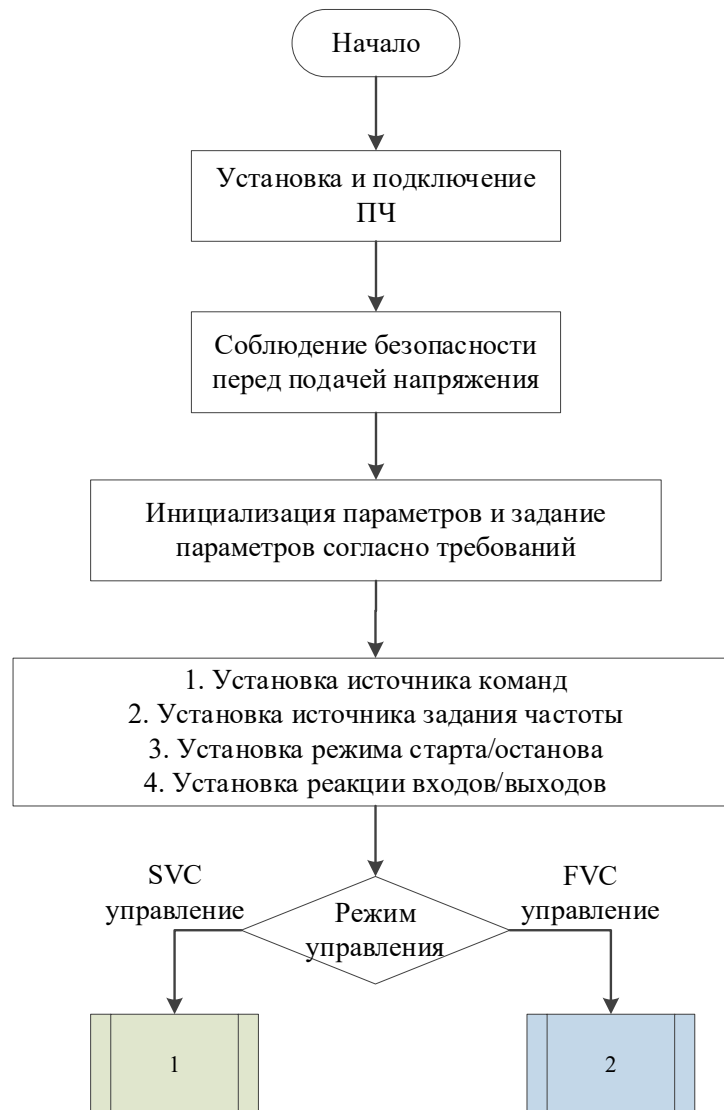 Начало
Установка и подключение
ПЧ
Соблюдение безопасности
перед подачей напряжения
Инициализация параметров и задание
параметров согласно требований
1. Установка источника команд
2. Установка источника задания частоты
3. Установка режима старта/останова
4. Установка реакции входов/выходов
SVC
управление
Режим
управления
FVC
управление
1
2